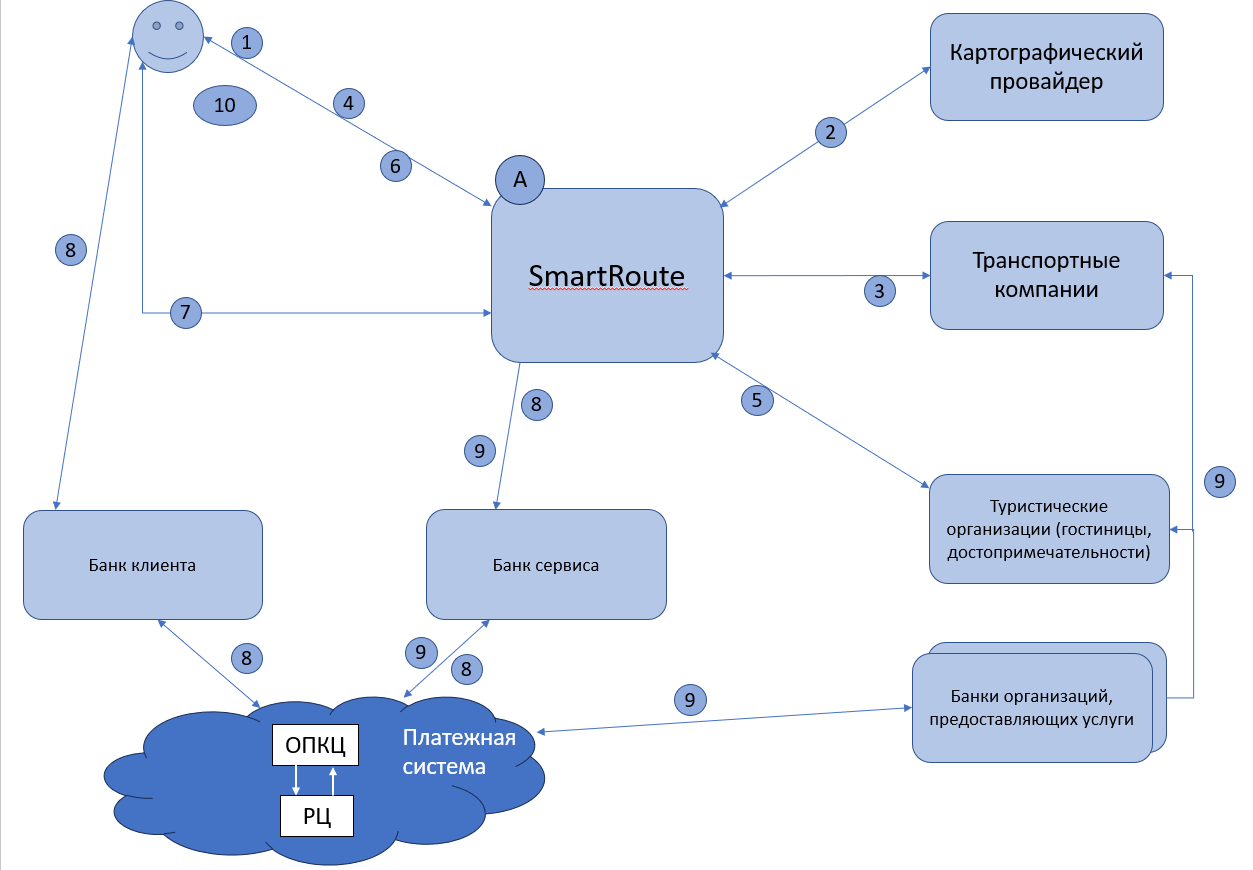 1
Картографический
провайдер
10
4
2
6
А
8
Транспортные
компании
SmartRoute
3
7
5
8
9
9
Туристические
организации (гостиницы,
достопримечательности)
Банк клиента
Банк сервиса
8
9
8
9
Банки организаций,
предоставляющих услуги
ОПКЦ
Платежная
система
РЦ